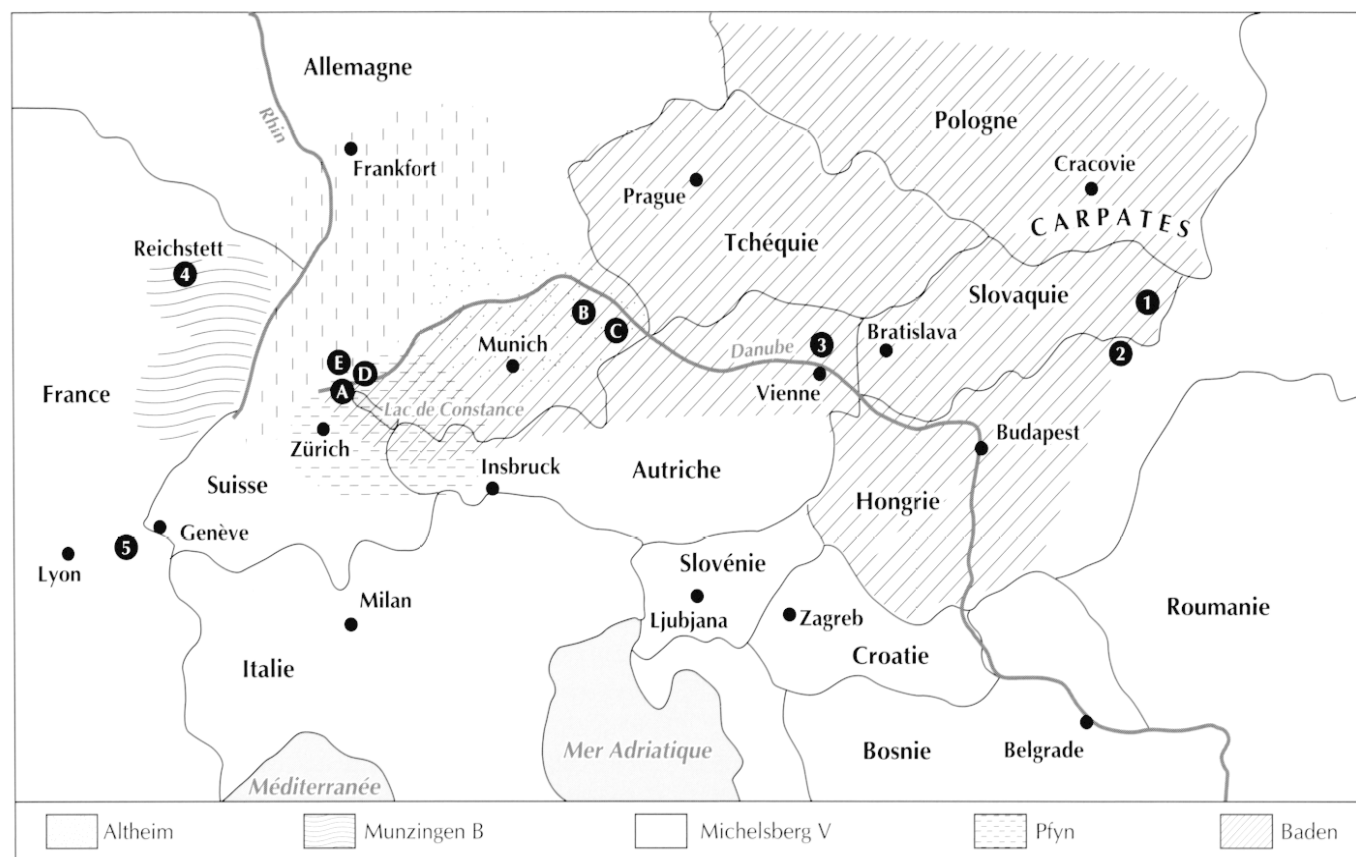 Allemagne
Rhin
Pologne
Frankfort
Cracovie
Prague
CARPATES
Reichstett
Tchéquie
4
Slovaquie
1
B
C
Munich
Danube
3
Bratislava
2
E
D
A
Vienne
France
Lac de Constance
Zürich
Budapest
Insbruck
Autriche
Suisse
Hongrie
Genève
5
Lyon
Slovénie
Milan
Ljubjana
Zagreb
Roumanie
Italie
Croatie
Mer Adriatique
Bosnie
Belgrade
Méditerranée
Altheim
Munzingen B
Michelsberg V
Pfyn
Baden